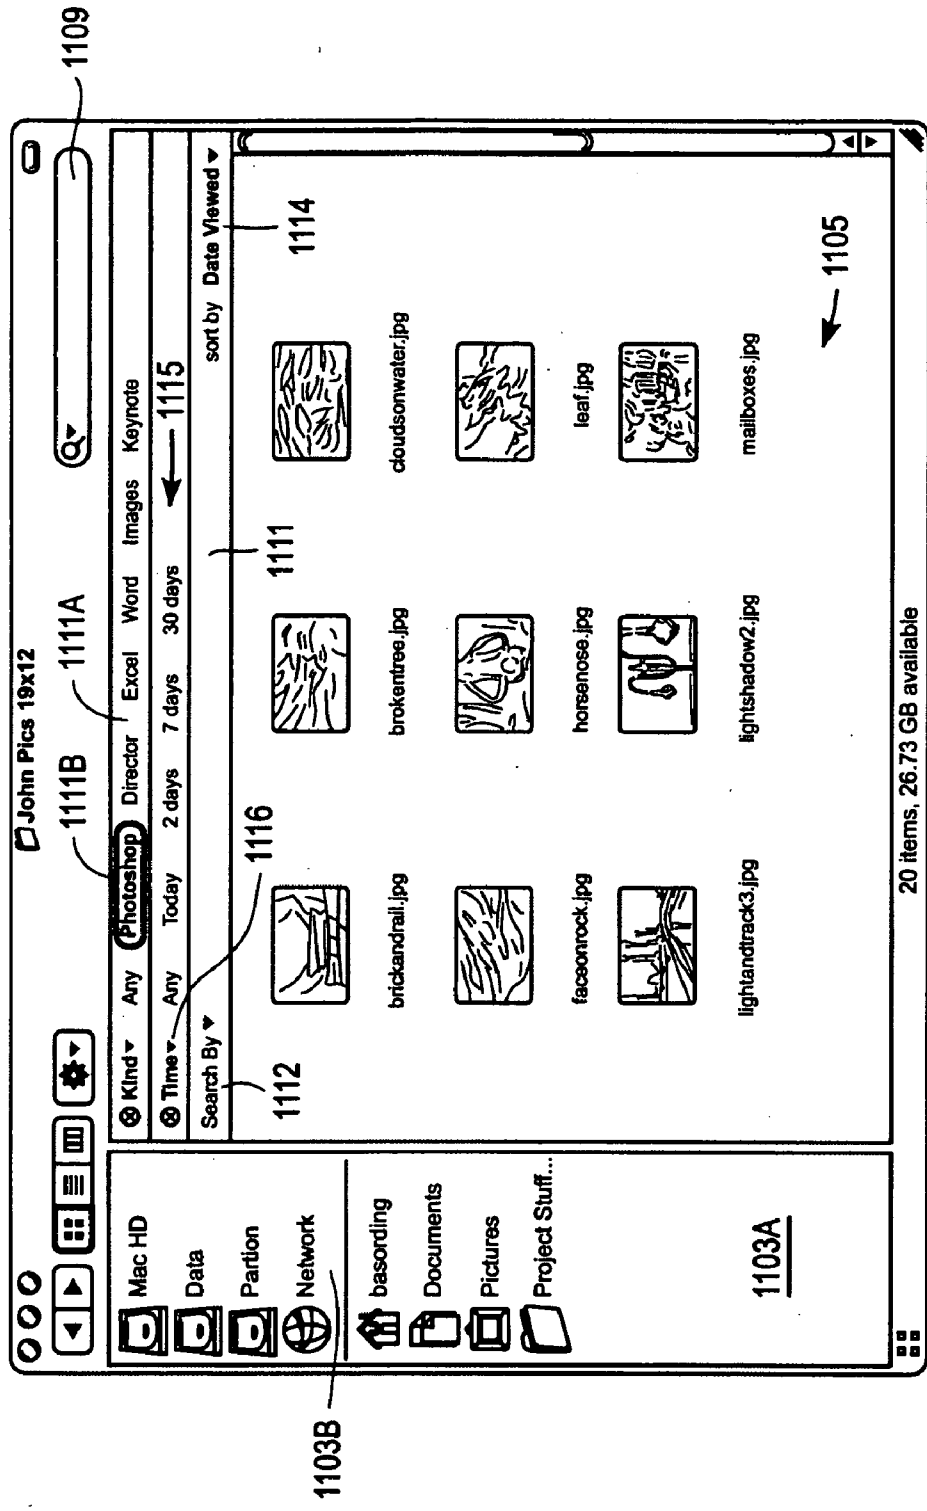 1109
John Pics 19x12
1111B
1111A
Kind Any Photoshop Director Excel Word Images Keynote
Time Any Today 2 days 7 days 30 days
1115
1116
Search By
sort by Date Viewed
1112
1111
1114
Mac HD
Data
Partion
Network
basording
Documents
Pictures
Project Stuff...
1103B
1103A
brickandrail.jpg brokentree.jpg cloudsonwater.jpg
faceonrock.jpg horsenose.jpg leaf.jpg
lightandtrack3.jpg lightshadow2.jpg mailboxes.jpg
1105
20 items, 26.73 GB available